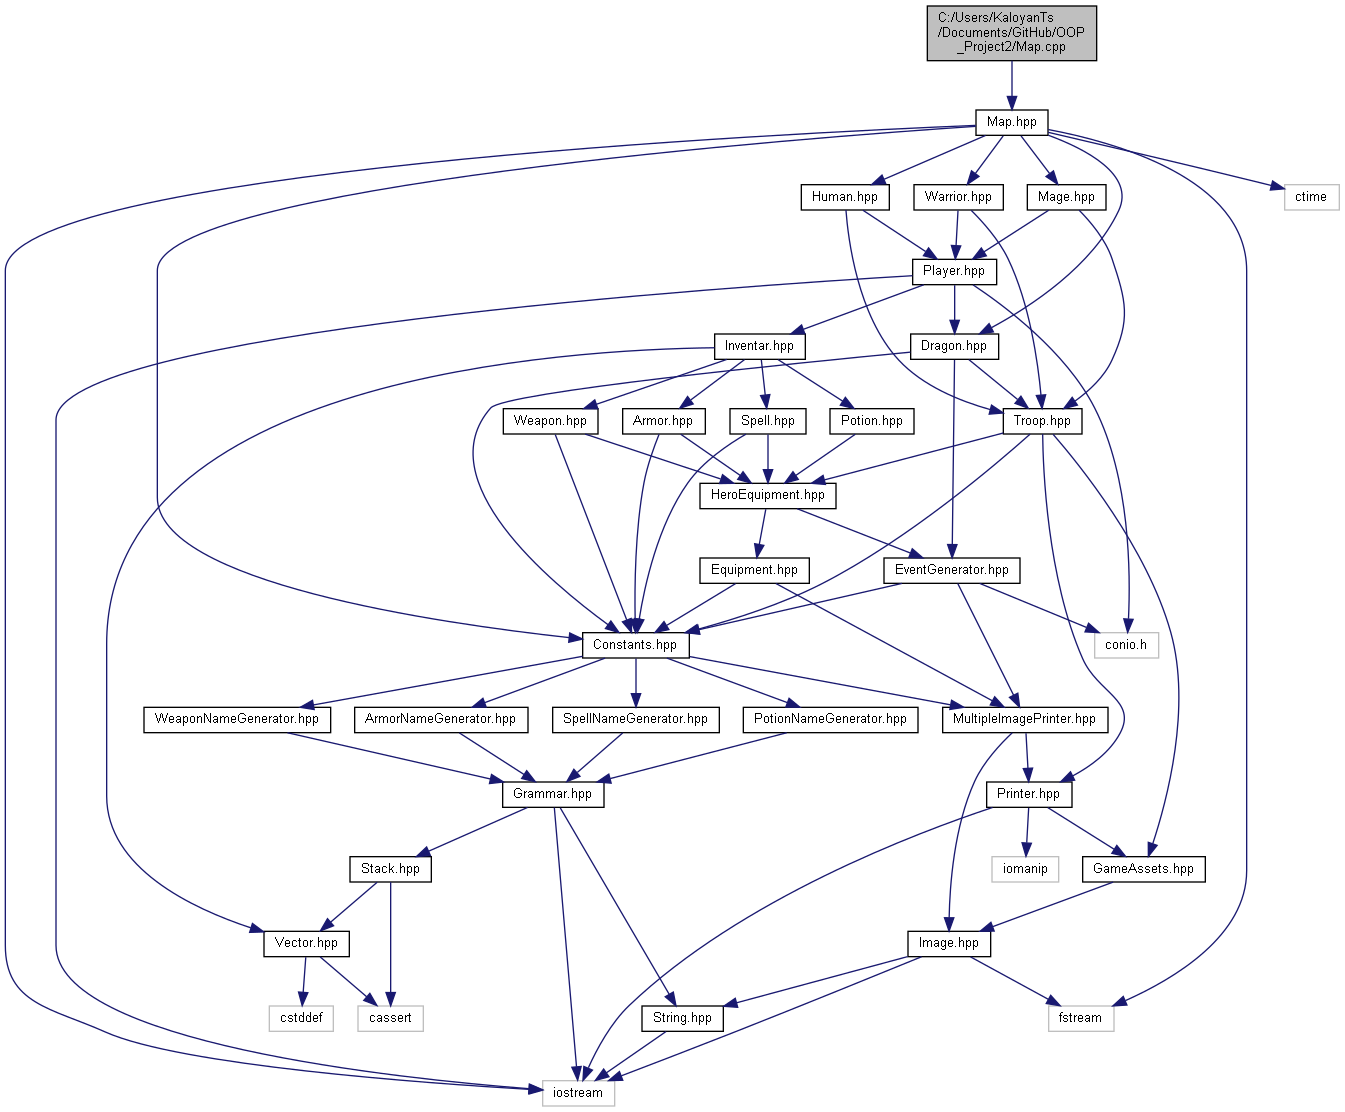 C:/Users/KaloyanTs
/Documents/GitHub/OOP
_Project2/Map.cpp
Map.hpp
Human.hpp
Warrior.hpp
Mage.hpp
ctime
Player.hpp
Inventar.hpp
Dragon.hpp
Weapon.hpp
Armor.hpp
Spell.hpp
Potion.hpp
Troop.hpp
HeroEquipment.hpp
Equipment.hpp
EventGenerator.hpp
Constants.hpp
conio.h
WeaponNameGenerator.hpp
ArmorNameGenerator.hpp
SpellNameGenerator.hpp
PotionNameGenerator.hpp
MultipleImagePrinter.hpp
Grammar.hpp
Printer.hpp
Stack.hpp
iomanip
GameAssets.hpp
Vector.hpp
Image.hpp
cstddef
cassert
String.hpp
fstream
iostream